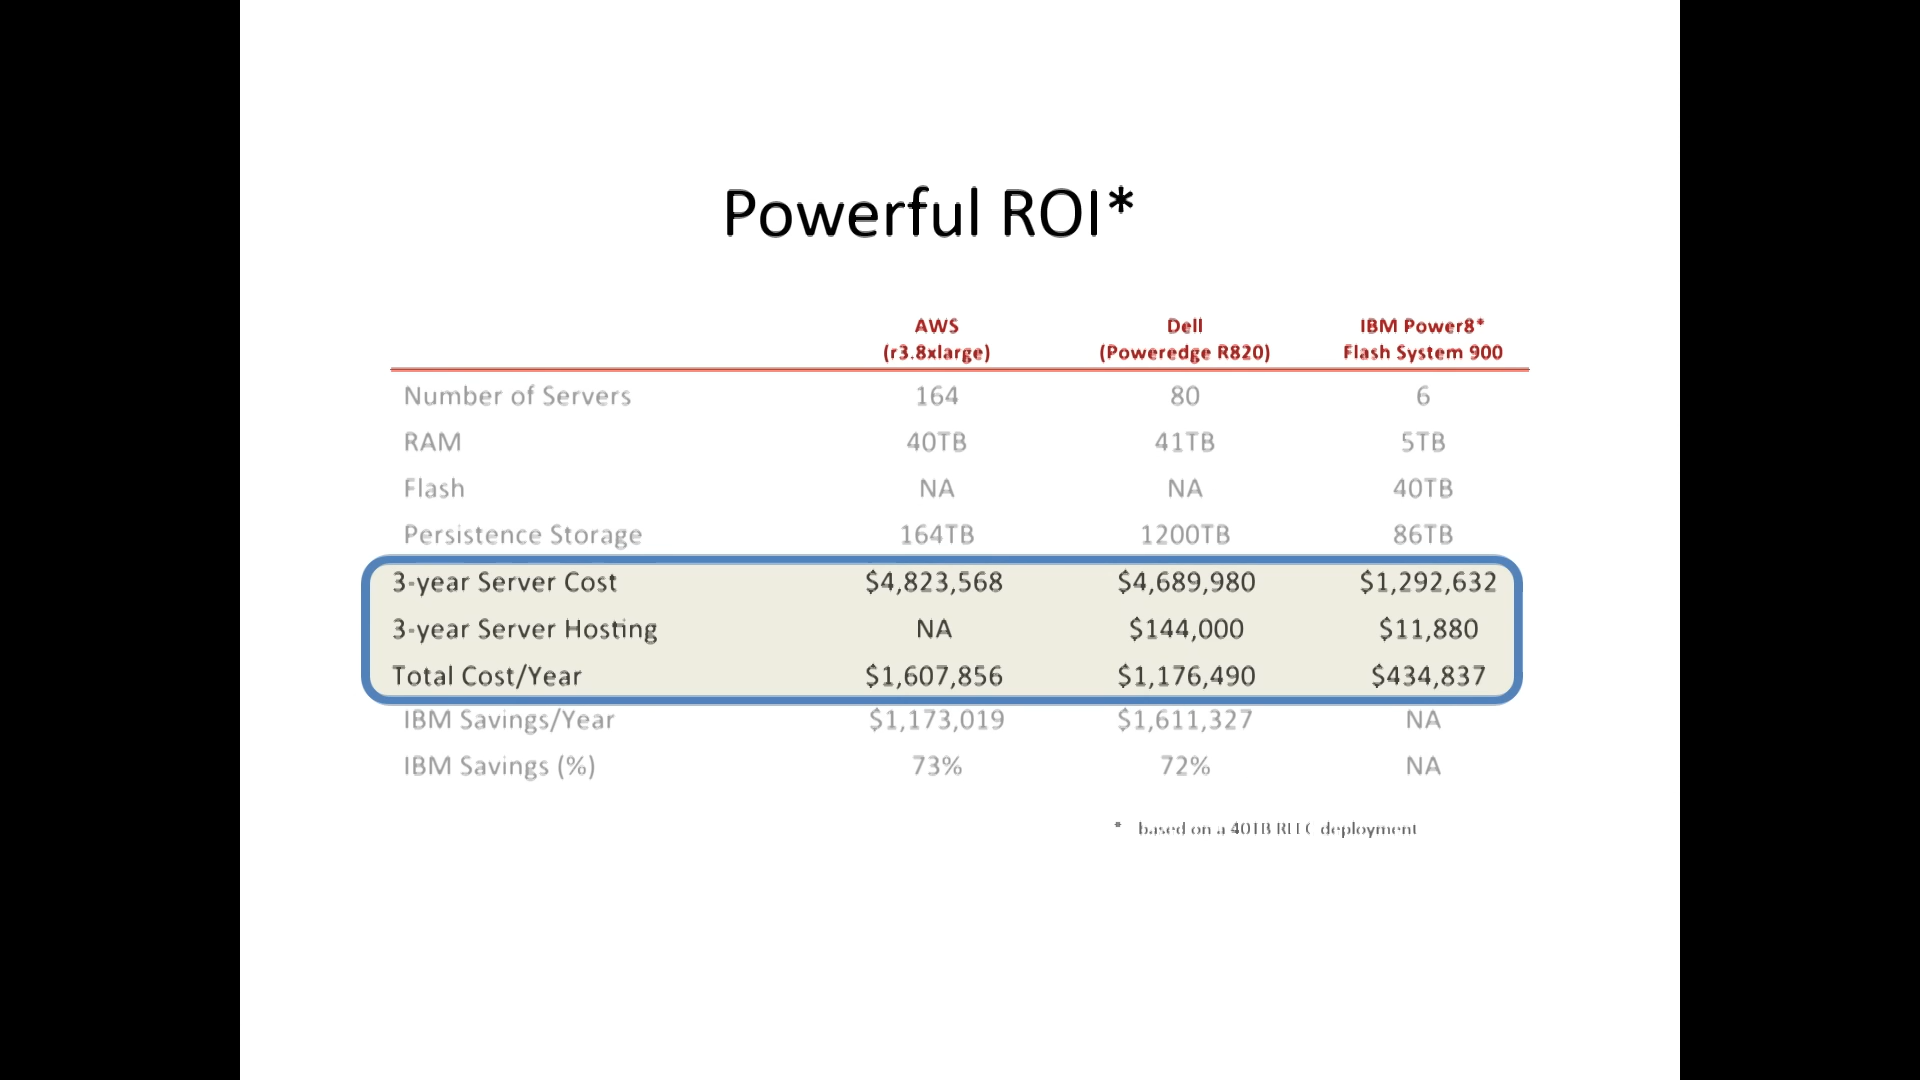 Powerful ROI*
AWS Dell IBM Power8*
(r3.8xlarge) (Poweredge R820) Flash System 900
Number of Servers 164 80 6
RAM 40TB 41TB 5TB
Flash NA NA 40TB
Persistence Storage 164TB 1200TB 86TB
3-year Server Cost $4,823,568 $4,689,980 $1,292,632
3-year Server Hosting NA $144,000 $11,880
Total Cost/Year $1,607,856 $1,176,490 $434,837
IBM Savings/Year $1,173,019 $1,611,327 NA
IBM Savings (%) 73% 72% NA
* based on a 40TB deployment